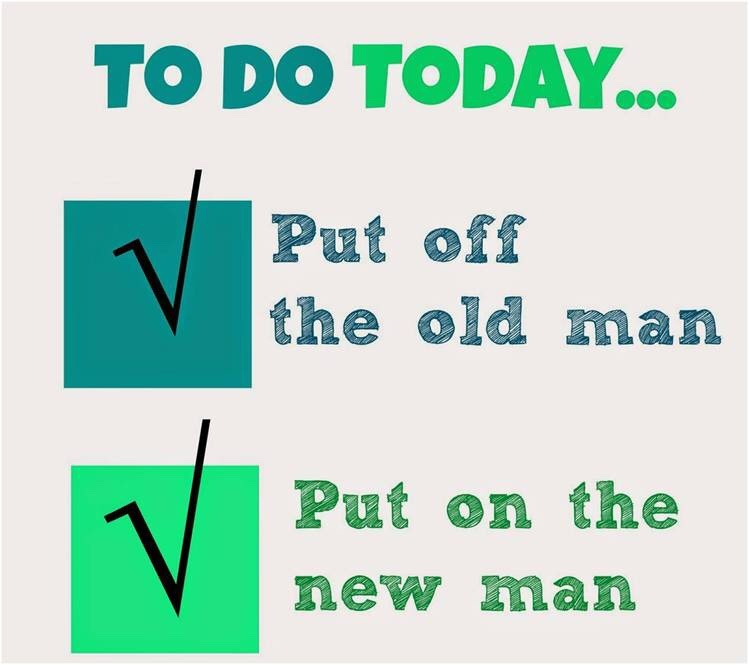 TO DO TODAY...
Put off
the old man
Put on the
new man